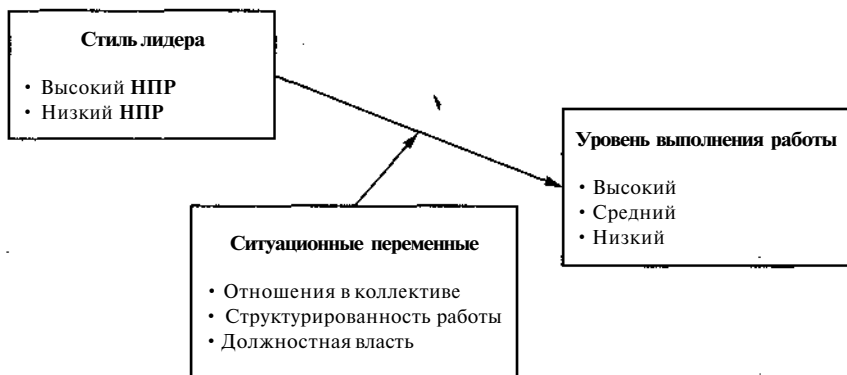 Стиль лидера
• Высокий НПР
• Низкий НПР
Уровень выполнения работы
• Высокий
• Средний
• Низкий
Ситуационные переменные
• Отношения в коллективе
• Структурированность работы
• Должностная власть